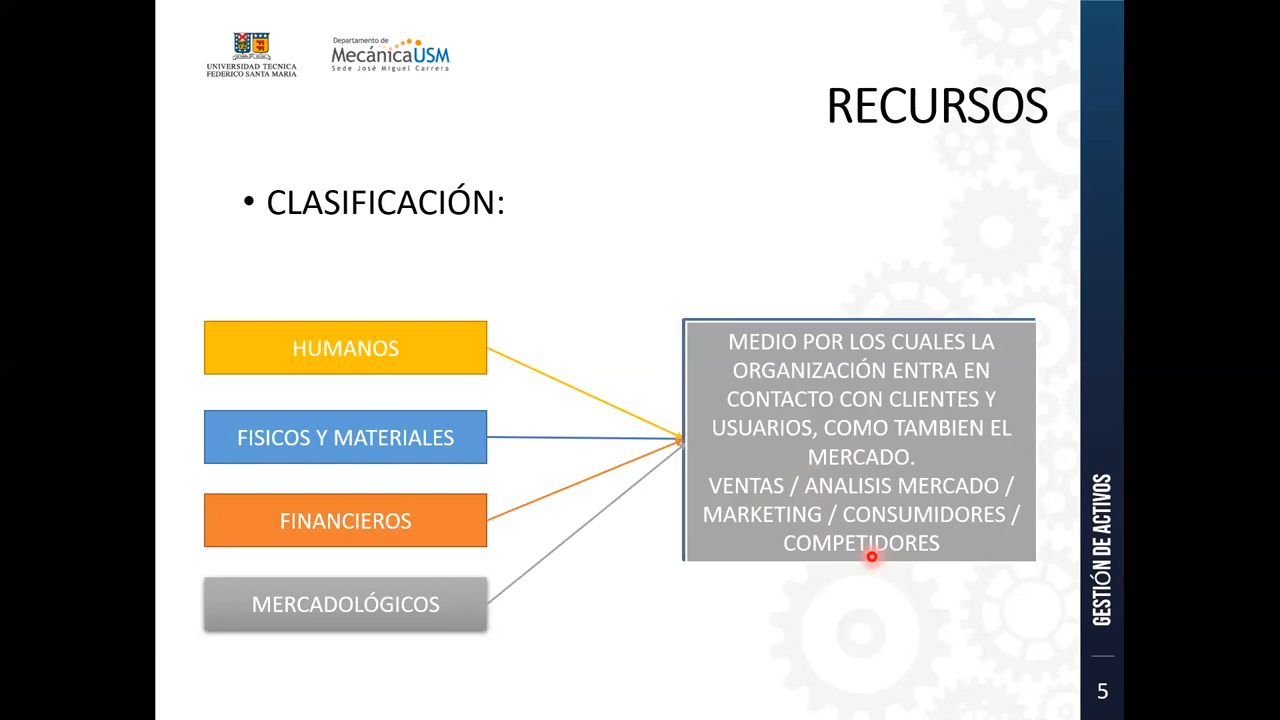 UNIVERSIDAD TECNICA
FEDERICO SANTA MARIA
Departamento de
MecánicaUSM
Sede José Miguel Carrera
RECURSOS
• CLASIFICACIÓN:
HUMANOS
FISICOS Y MATERIALES
FINANCIEROS
MERCADOLÓGICOS
MEDIO POR LOS CUALES LA
ORGANIZACIÓN ENTRA EN
CONTACTO CON CLIENTES Y
USUARIOS, COMO TAMBIEN EL
MERCADO.
VENTAS / ANALISIS MERCADO /
MARKETING / CONSUMIDORES /
COMPETIDORES
GESTIÓN DE ACTIVOS
5